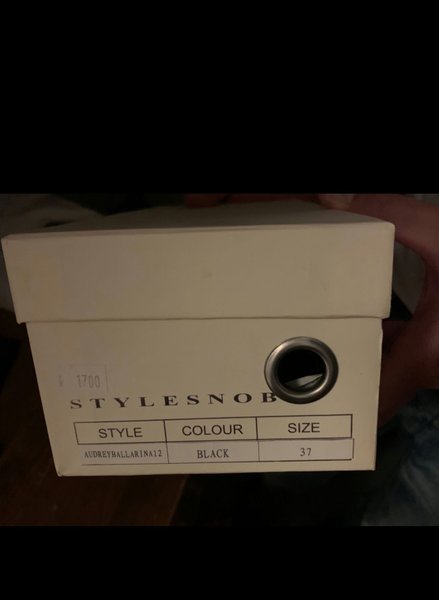 1700
STYLESNOB
STYLE COLOUR SIZE
AUDREYBALLARINA12 BLACK 37